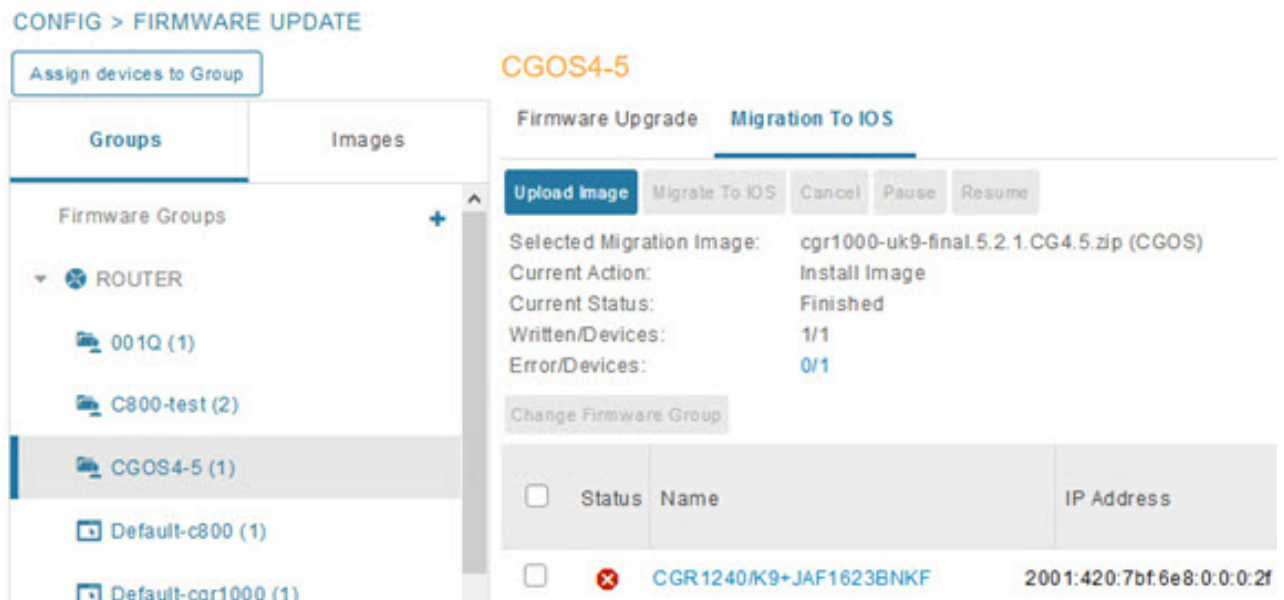 CONFIG > FIRMWARE UPDATE
Assign devices to Group
Groups Images
Firmware Groups +
ROUTER
001Q (1)
C800-test (2)
CGOS4-5 (1)
Default-c800 (1)
Default-cgr1000 (1)
CGOS4-5
Firmware Upgrade Migration To IOS
Upload Image Migrate To IOS Cancel Pause Resume
Selected Migration Image: cgr1000-uk9-final.5.2.1.CG4.5.zip (CGOS)
Current Action: Install Image
Current Status: Finished
Written/Devices: 1/1
Error/Devices: 0/1
Change Firmware Group
Status Name IP Address
CGR1240/K9+JAF1623BNKF 2001:420:7bf:6e8:0:0:0:2f